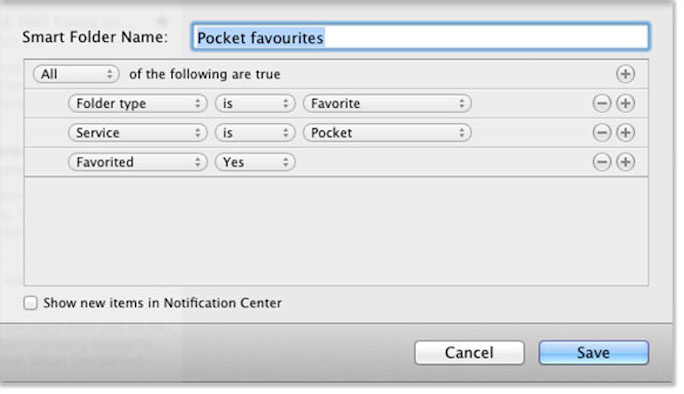 Smart Folder Name: Pocket favourites
All of the following are true
Folder type is Favorite
Service is Pocket
Favorited Yes
Show new items in Notification Center
Cancel Save